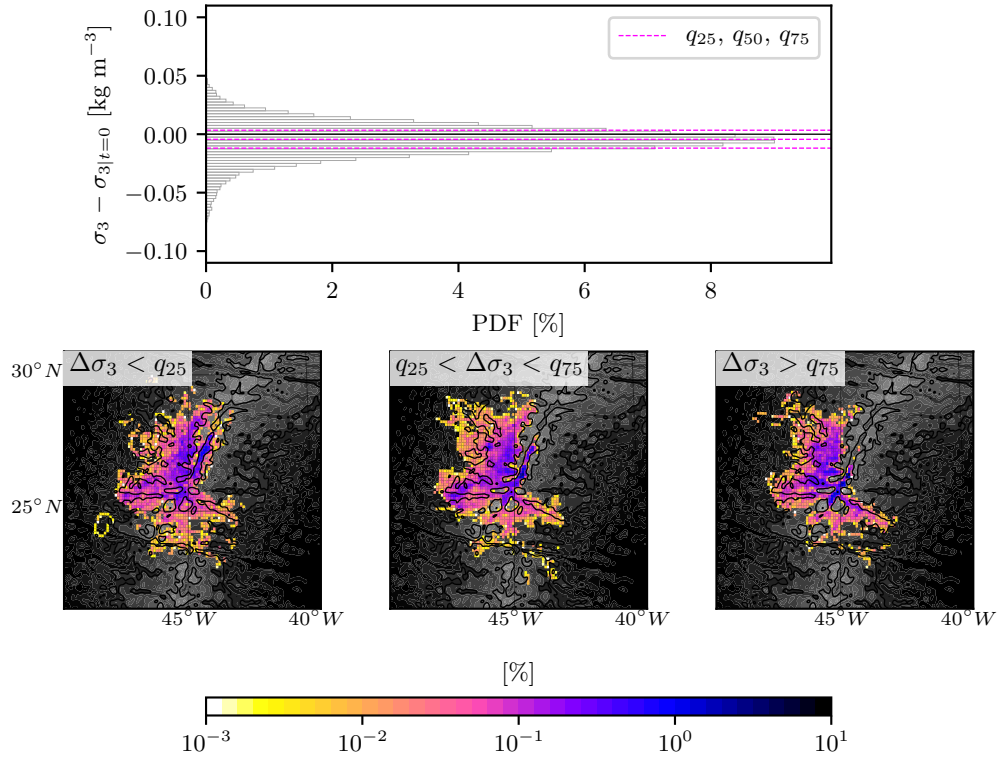 σ₃ − σ₃|ₜ₌₀ [kg m⁻³]
0.10
0.05
0.00
−0.05
−0.10
q₂₅, q₅₀, q₇₅
0 2 4 6 8
PDF [%]
Δσ₃ < q₂₅
q₂₅ < Δσ₃ < q₇₅
Δσ₃ > q₇₅
30°N
25°N
45°W 40°W 45°W 40°W 45°W 40°W
[%]
10⁻³ 10⁻² 10⁻¹ 10⁰ 10¹